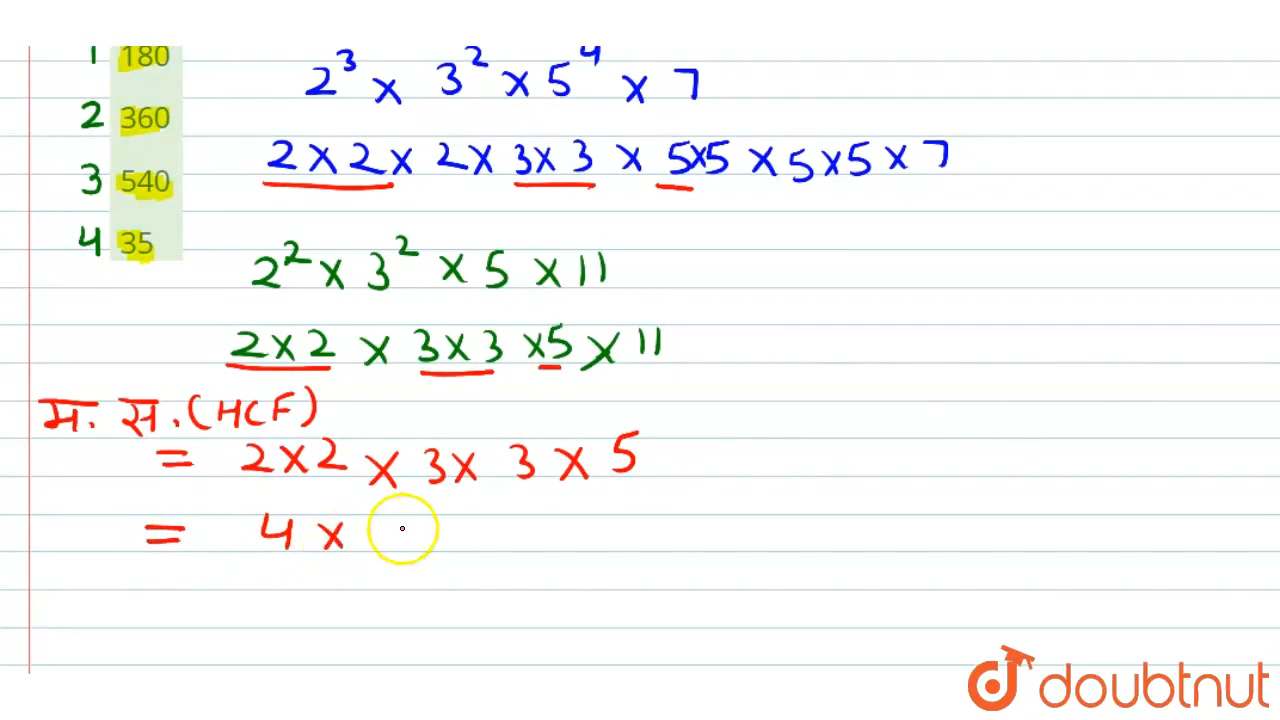 1 180
2³ × 3² × 5⁴ × 7
2 360
2 × 2 × 2 × 3 × 3 × 5 × 5 × 5 × 5 × 7
3 540
4 35
2² × 3² × 5 × 11
2 × 2 × 3 × 3 × 5 × 11
म. स. (HCF)
= 2 × 2 × 3 × 3 × 5
= 4 ×
doubtnut